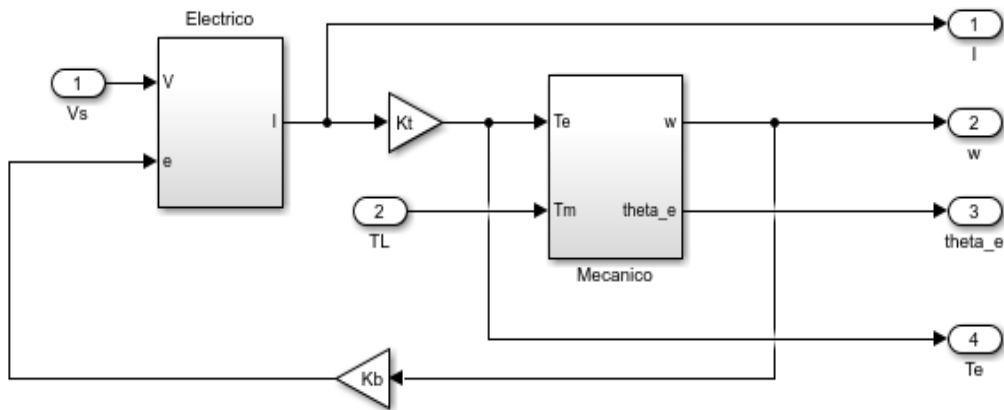 Electrico
1
Vs
V
e
I
Kt
1
I
Te
w
Tm
theta_e
Mecanico
2
TL
2
w
3
theta_e
4
Te
Kb